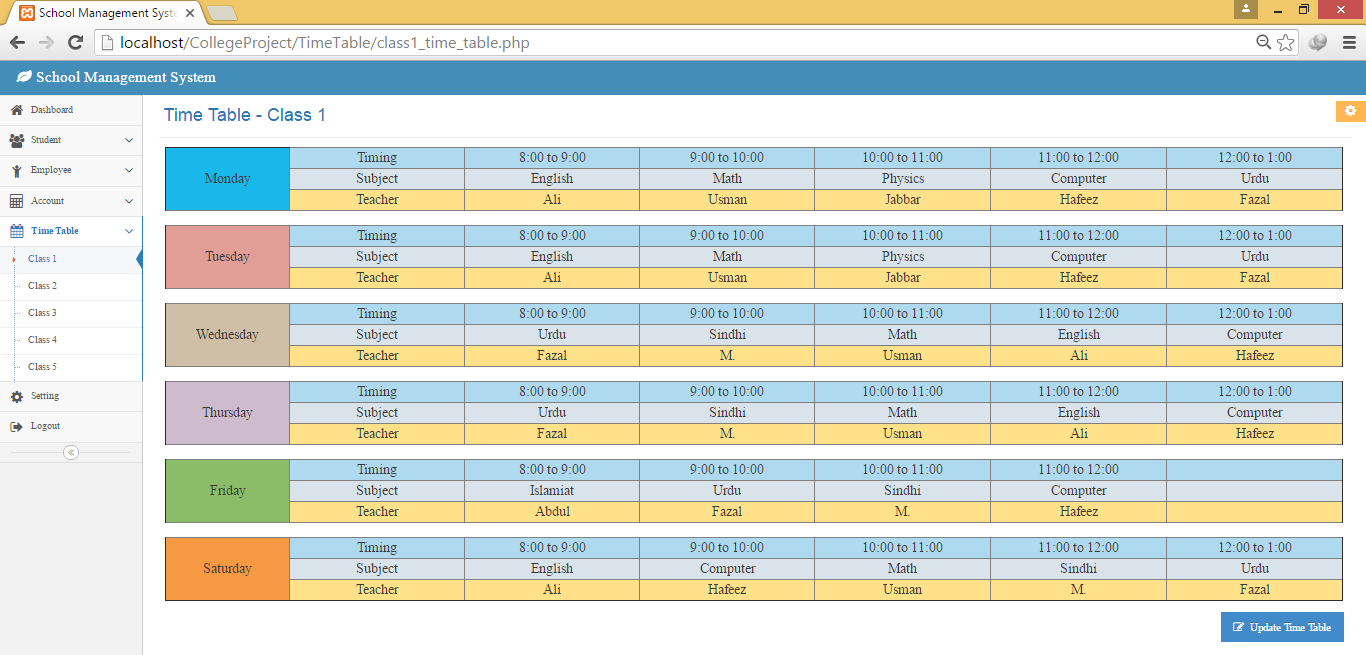 School Management Syst
localhost/CollegeProject/TimeTable/class1_time_table.php
School Management System
Dashboard
Student
Employee
Account
Time Table
Class 1
Class 2
Class 3
Class 4
Class 5
Setting
Logout
Time Table - Class 1
Monday
Timing 8:00 to 9:00 9:00 to 10:00 10:00 to 11:00 11:00 to 12:00 12:00 to 1:00
Subject English Math Physics Computer Urdu
Teacher Ali Usman Jabbar Hafeez Fazal
Tuesday
Timing 8:00 to 9:00 9:00 to 10:00 10:00 to 11:00 11:00 to 12:00 12:00 to 1:00
Subject English Math Physics Computer Urdu
Teacher Ali Usman Jabbar Hafeez Fazal
Wednesday
Timing 8:00 to 9:00 9:00 to 10:00 10:00 to 11:00 11:00 to 12:00 12:00 to 1:00
Subject Urdu Sindhi Math English Computer
Teacher Fazal M. Usman Ali Hafeez
Thursday
Timing 8:00 to 9:00 9:00 to 10:00 10:00 to 11:00 11:00 to 12:00 12:00 to 1:00
Subject Urdu Sindhi Math English Computer
Teacher Fazal M. Usman Ali Hafeez
Friday
Timing 8:00 to 9:00 9:00 to 10:00 10:00 to 11:00 11:00 to 12:00
Subject Islamiat Urdu Sindhi Computer
Teacher Abdul Fazal M. Hafeez
Saturday
Timing 8:00 to 9:00 9:00 to 10:00 10:00 to 11:00 11:00 to 12:00 12:00 to 1:00
Subject English Computer Math Sindhi Urdu
Teacher Ali Hafeez Usman M. Fazal
Update Time Table